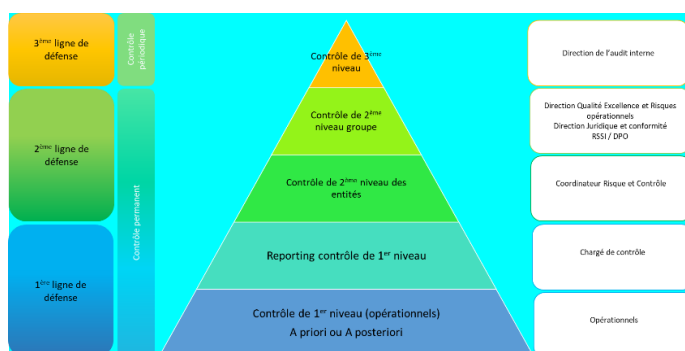 3ème ligne de
défense
Contrôle
périodique
Contrôle de 3ème
niveau
Direction de l'audit interne
2ème ligne de
défense
Contrôle permanent
Contrôle de 2ème
niveau groupe
Direction Qualité Excellence et Risques
opérationnels
Direction Juridique et conformité
RSSI / DPO
Contrôle de 2ème niveau des
entités
Coordinateur Risque et Contrôle
1ère ligne de
défense
Reporting contrôle de 1er niveau
Chargé de contrôle
Contrôle de 1er niveau (opérationnels)
A priori ou A posteriori
Opérationnels